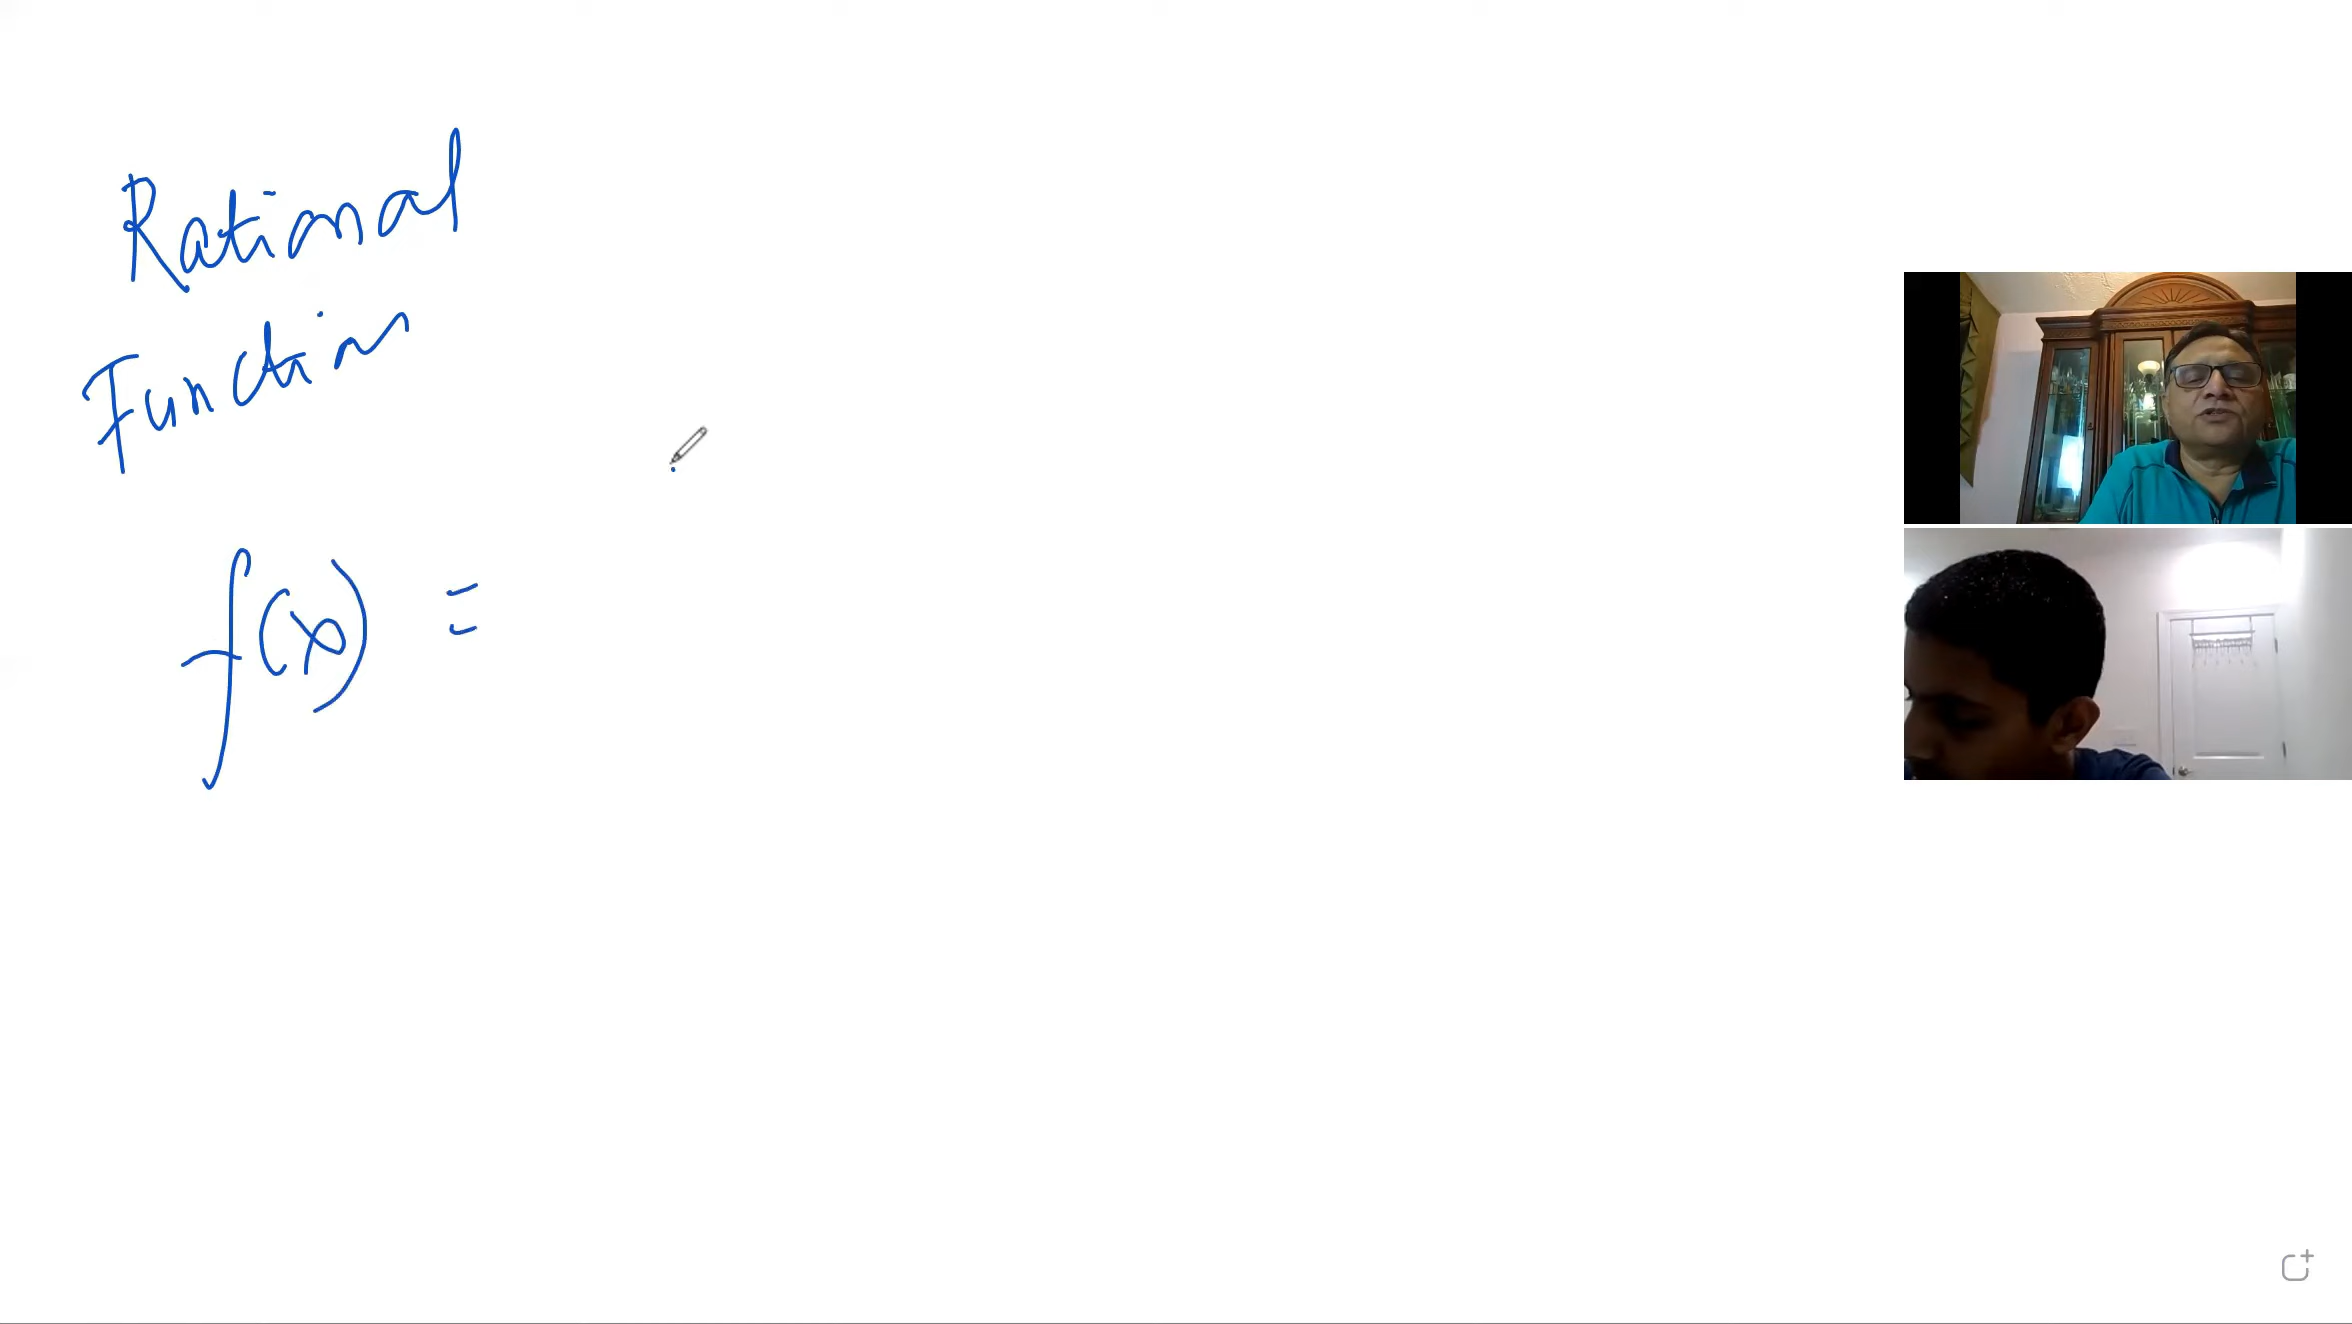 Rational
Function
f(x) =